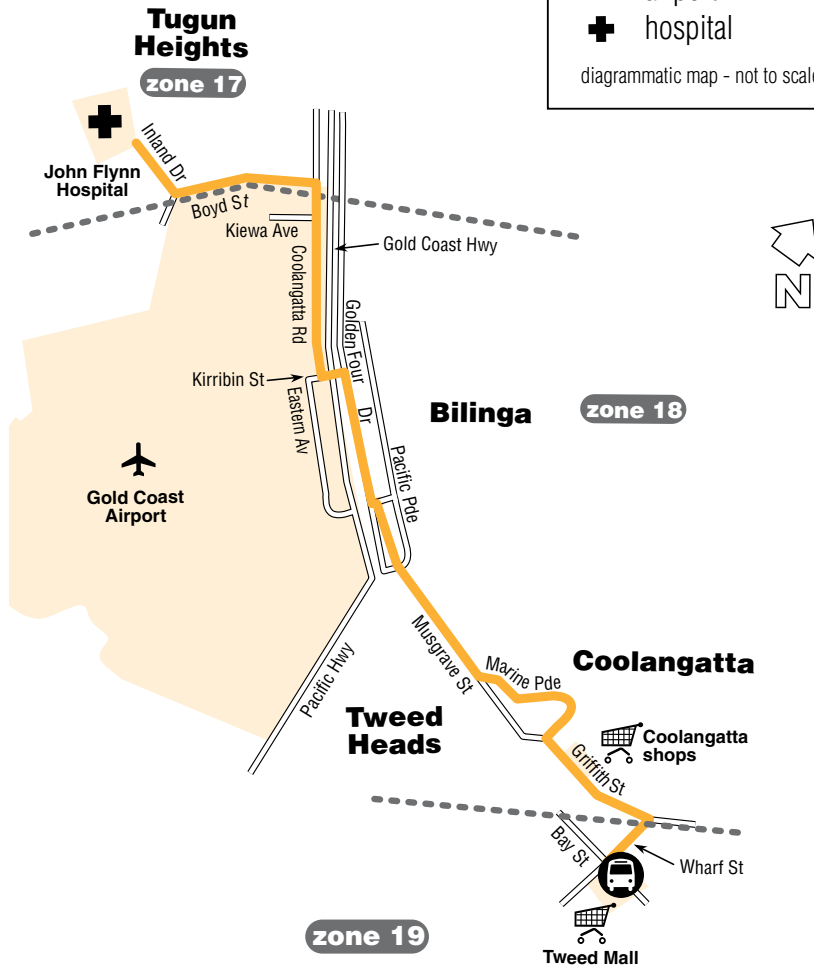 Tugun
Heights
zone 17
hospital
diagrammatic map - not to scale
John Flynn
Hospital
Inland Dr
Boyd St
Kiewa Ave
Gold Coast Hwy
N
Coolangatta Rd
Golden Four
Dr
Kirribin St
Eastern Av
Pacific Pde
Bilinga
zone 18
Gold Coast
Airport
Pacific Hwy
Musgrave St
Marine Pde
Coolangatta
Tweed
Heads
Coolangatta
shops
Griffith St
Bay St
Wharf St
zone 19
Tweed Mall